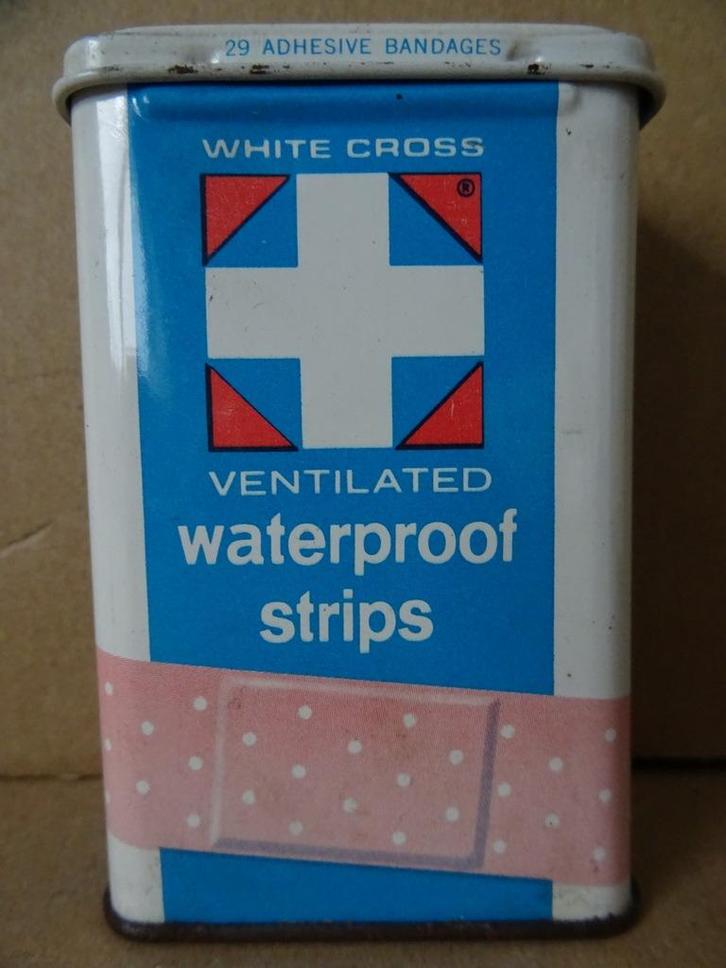 29 ADHESIVE BANDAGES
WHITE CROSS
®
VENTILATED
waterproof
strips